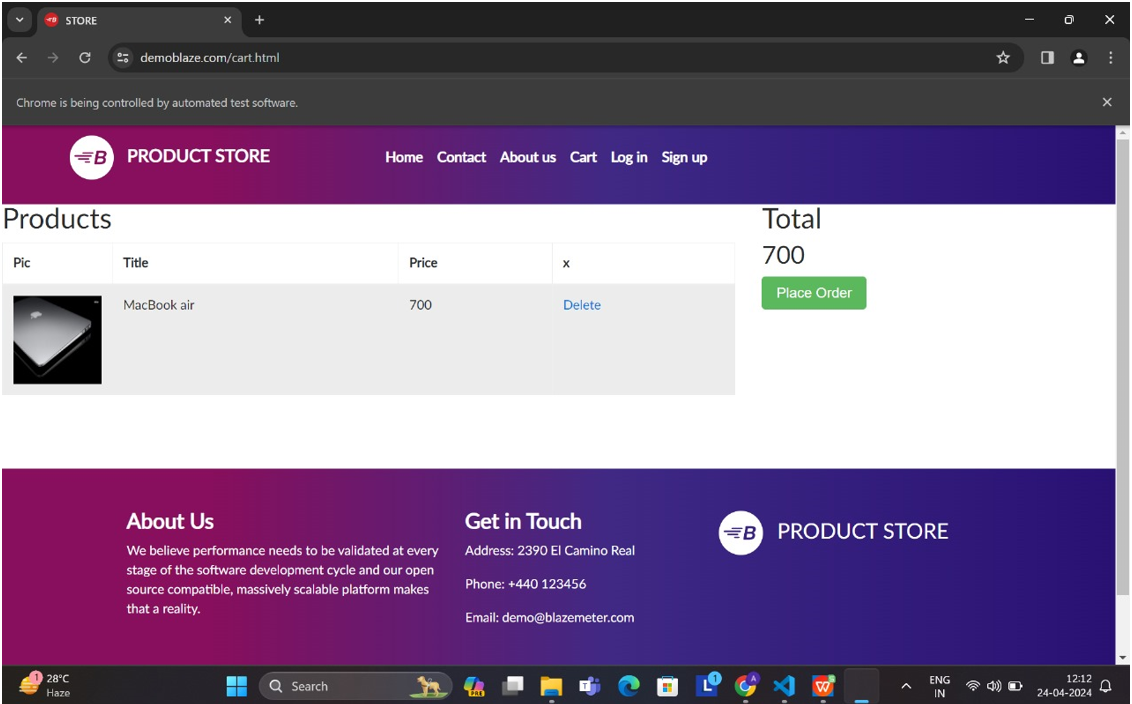 STORE
demoblaze.com/cart.html
Chrome is being controlled by automated test software.
B PRODUCT STORE
Home Contact About us Cart Log in Sign up
Products
Total
700
Pic Title Price x
Place Order
MacBook air 700 Delete
About Us
We believe performance needs to be validated at every
stage of the software development cycle and our open
source compatible, massively scalable platform makes
that a reality.
Get in Touch
Address: 2390 El Camino Real
Phone: +440 123456
Email: demo@blazemeter.com
B PRODUCT STORE
1
28°C
Haze
Search
PRE
T
L
1
A
W
ENG
IN
12:12
24-04-2024